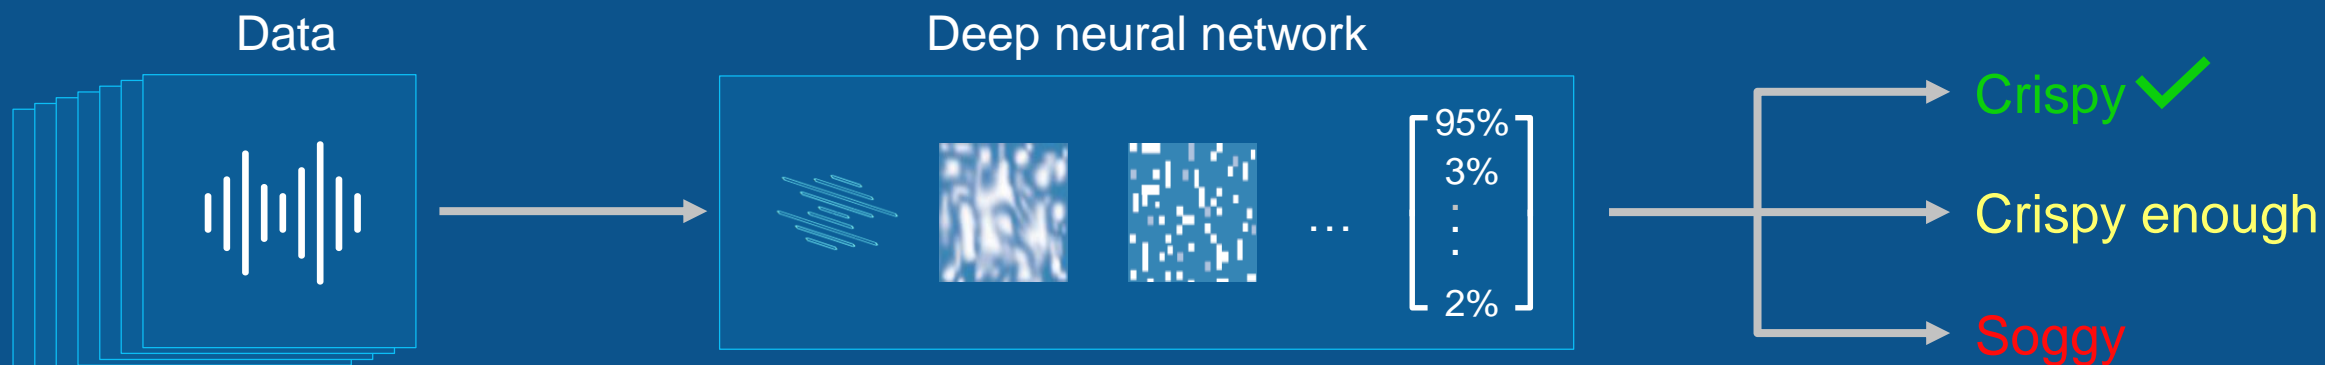 Data
Deep neural network
95%
3%
⋮
...
2%
Crispy
Crispy enough
Soggy